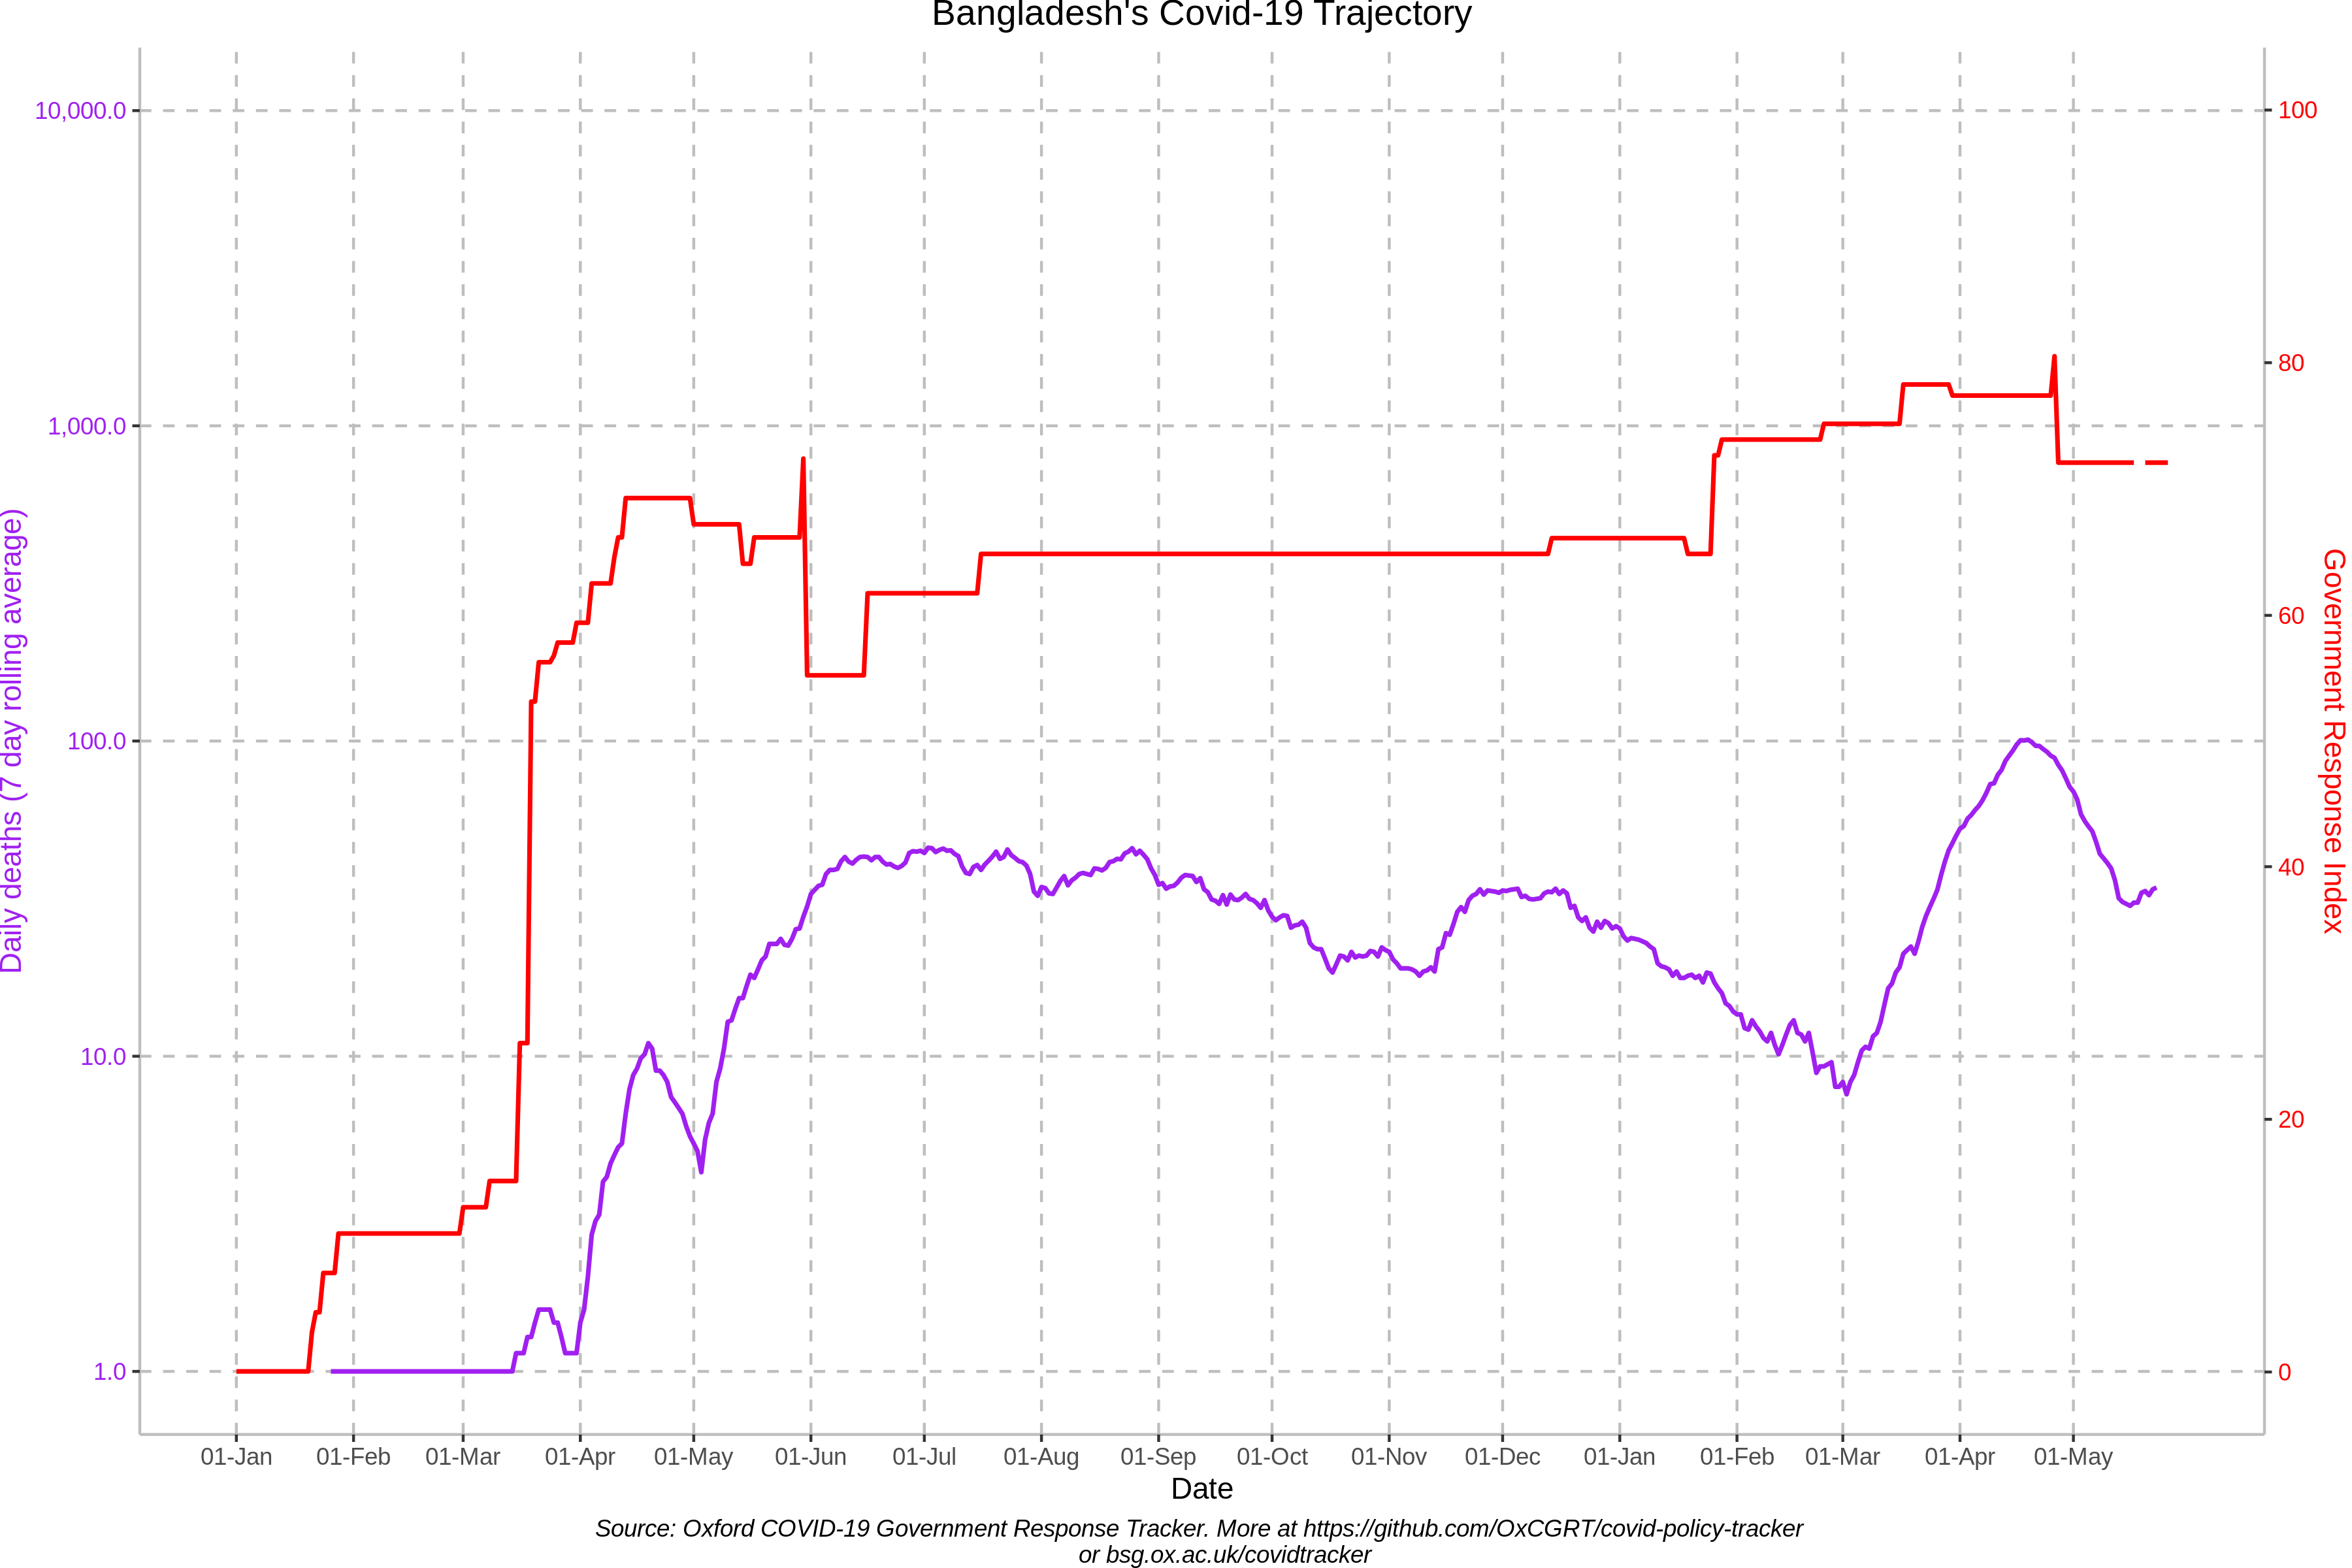 Bangladesh's Covid-19 Trajectory
10,000.0
1,000.0
100.0
10.0
1.0
Daily deaths (7 day rolling average)
100
80
60
40
20
0
Government Response Index
01-Jan 01-Feb 01-Mar 01-Apr 01-May 01-Jun 01-Jul 01-Aug 01-Sep 01-Oct 01-Nov 01-Dec 01-Jan 01-Feb 01-Mar 01-Apr 01-May
Date
Source: Oxford COVID-19 Government Response Tracker. More at https://github.com/OxCGRT/covid-policy-tracker
or bsg.ox.ac.uk/covidtracker